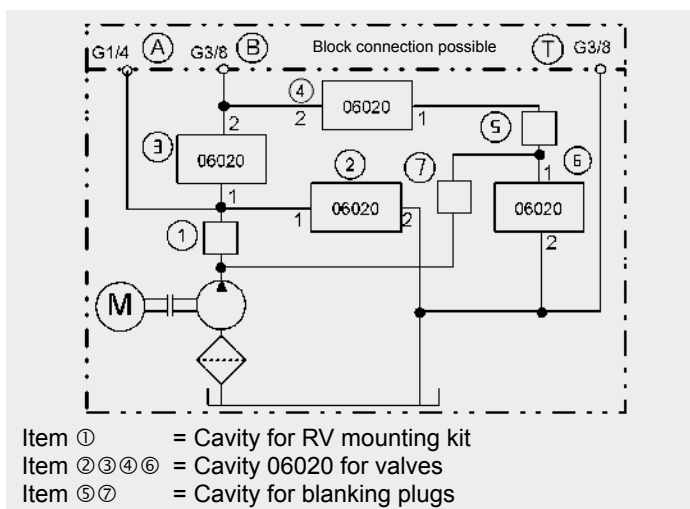 G1/4 Ⓐ G3/8 Ⓑ Block connection possible Ⓣ G3/8
④
2 06020 1
⑤
③ 2
06020
1
②
1 06020 2
⑦
⑥
1
06020
2
①
M
Item ① = Cavity for RV mounting kit
Item ②③④⑥ = Cavity 06020 for valves
Item ⑤⑦ = Cavity for blanking plugs